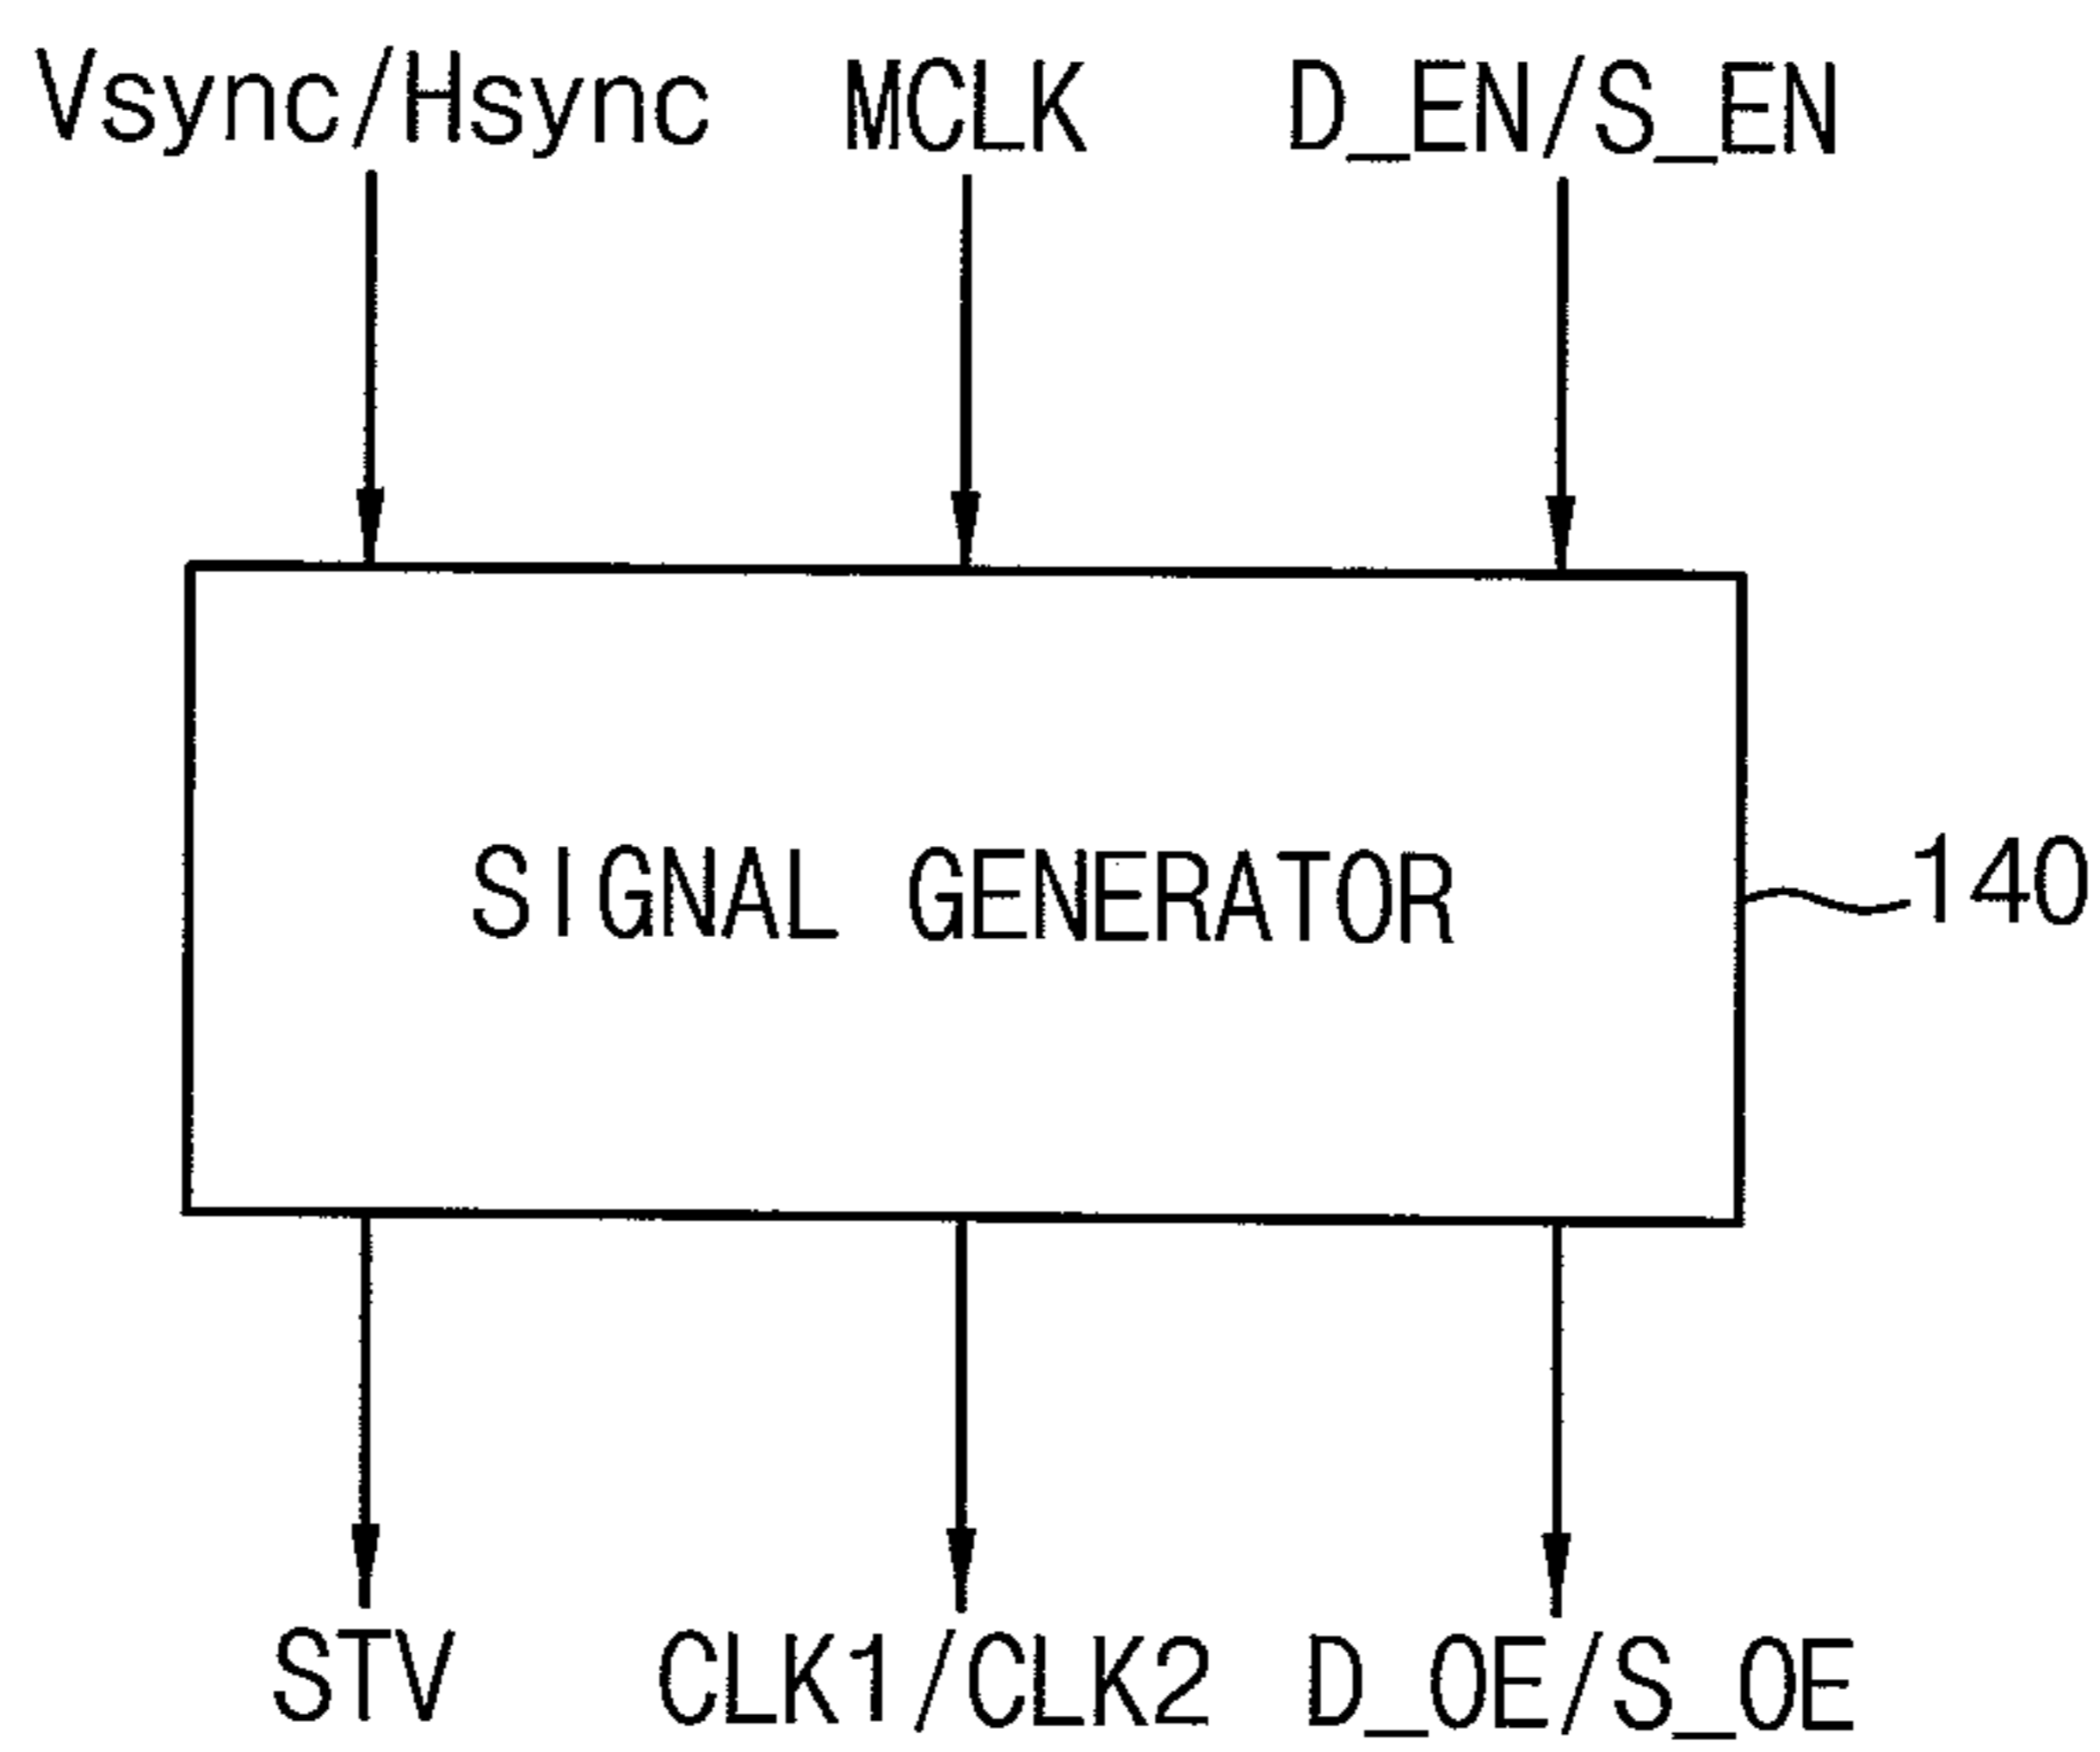 Vsync/Hsync MCLK D_EN/S_EN
SIGNAL GENERATOR
140
STV CLK1/CLK2 D_OE/S_OE